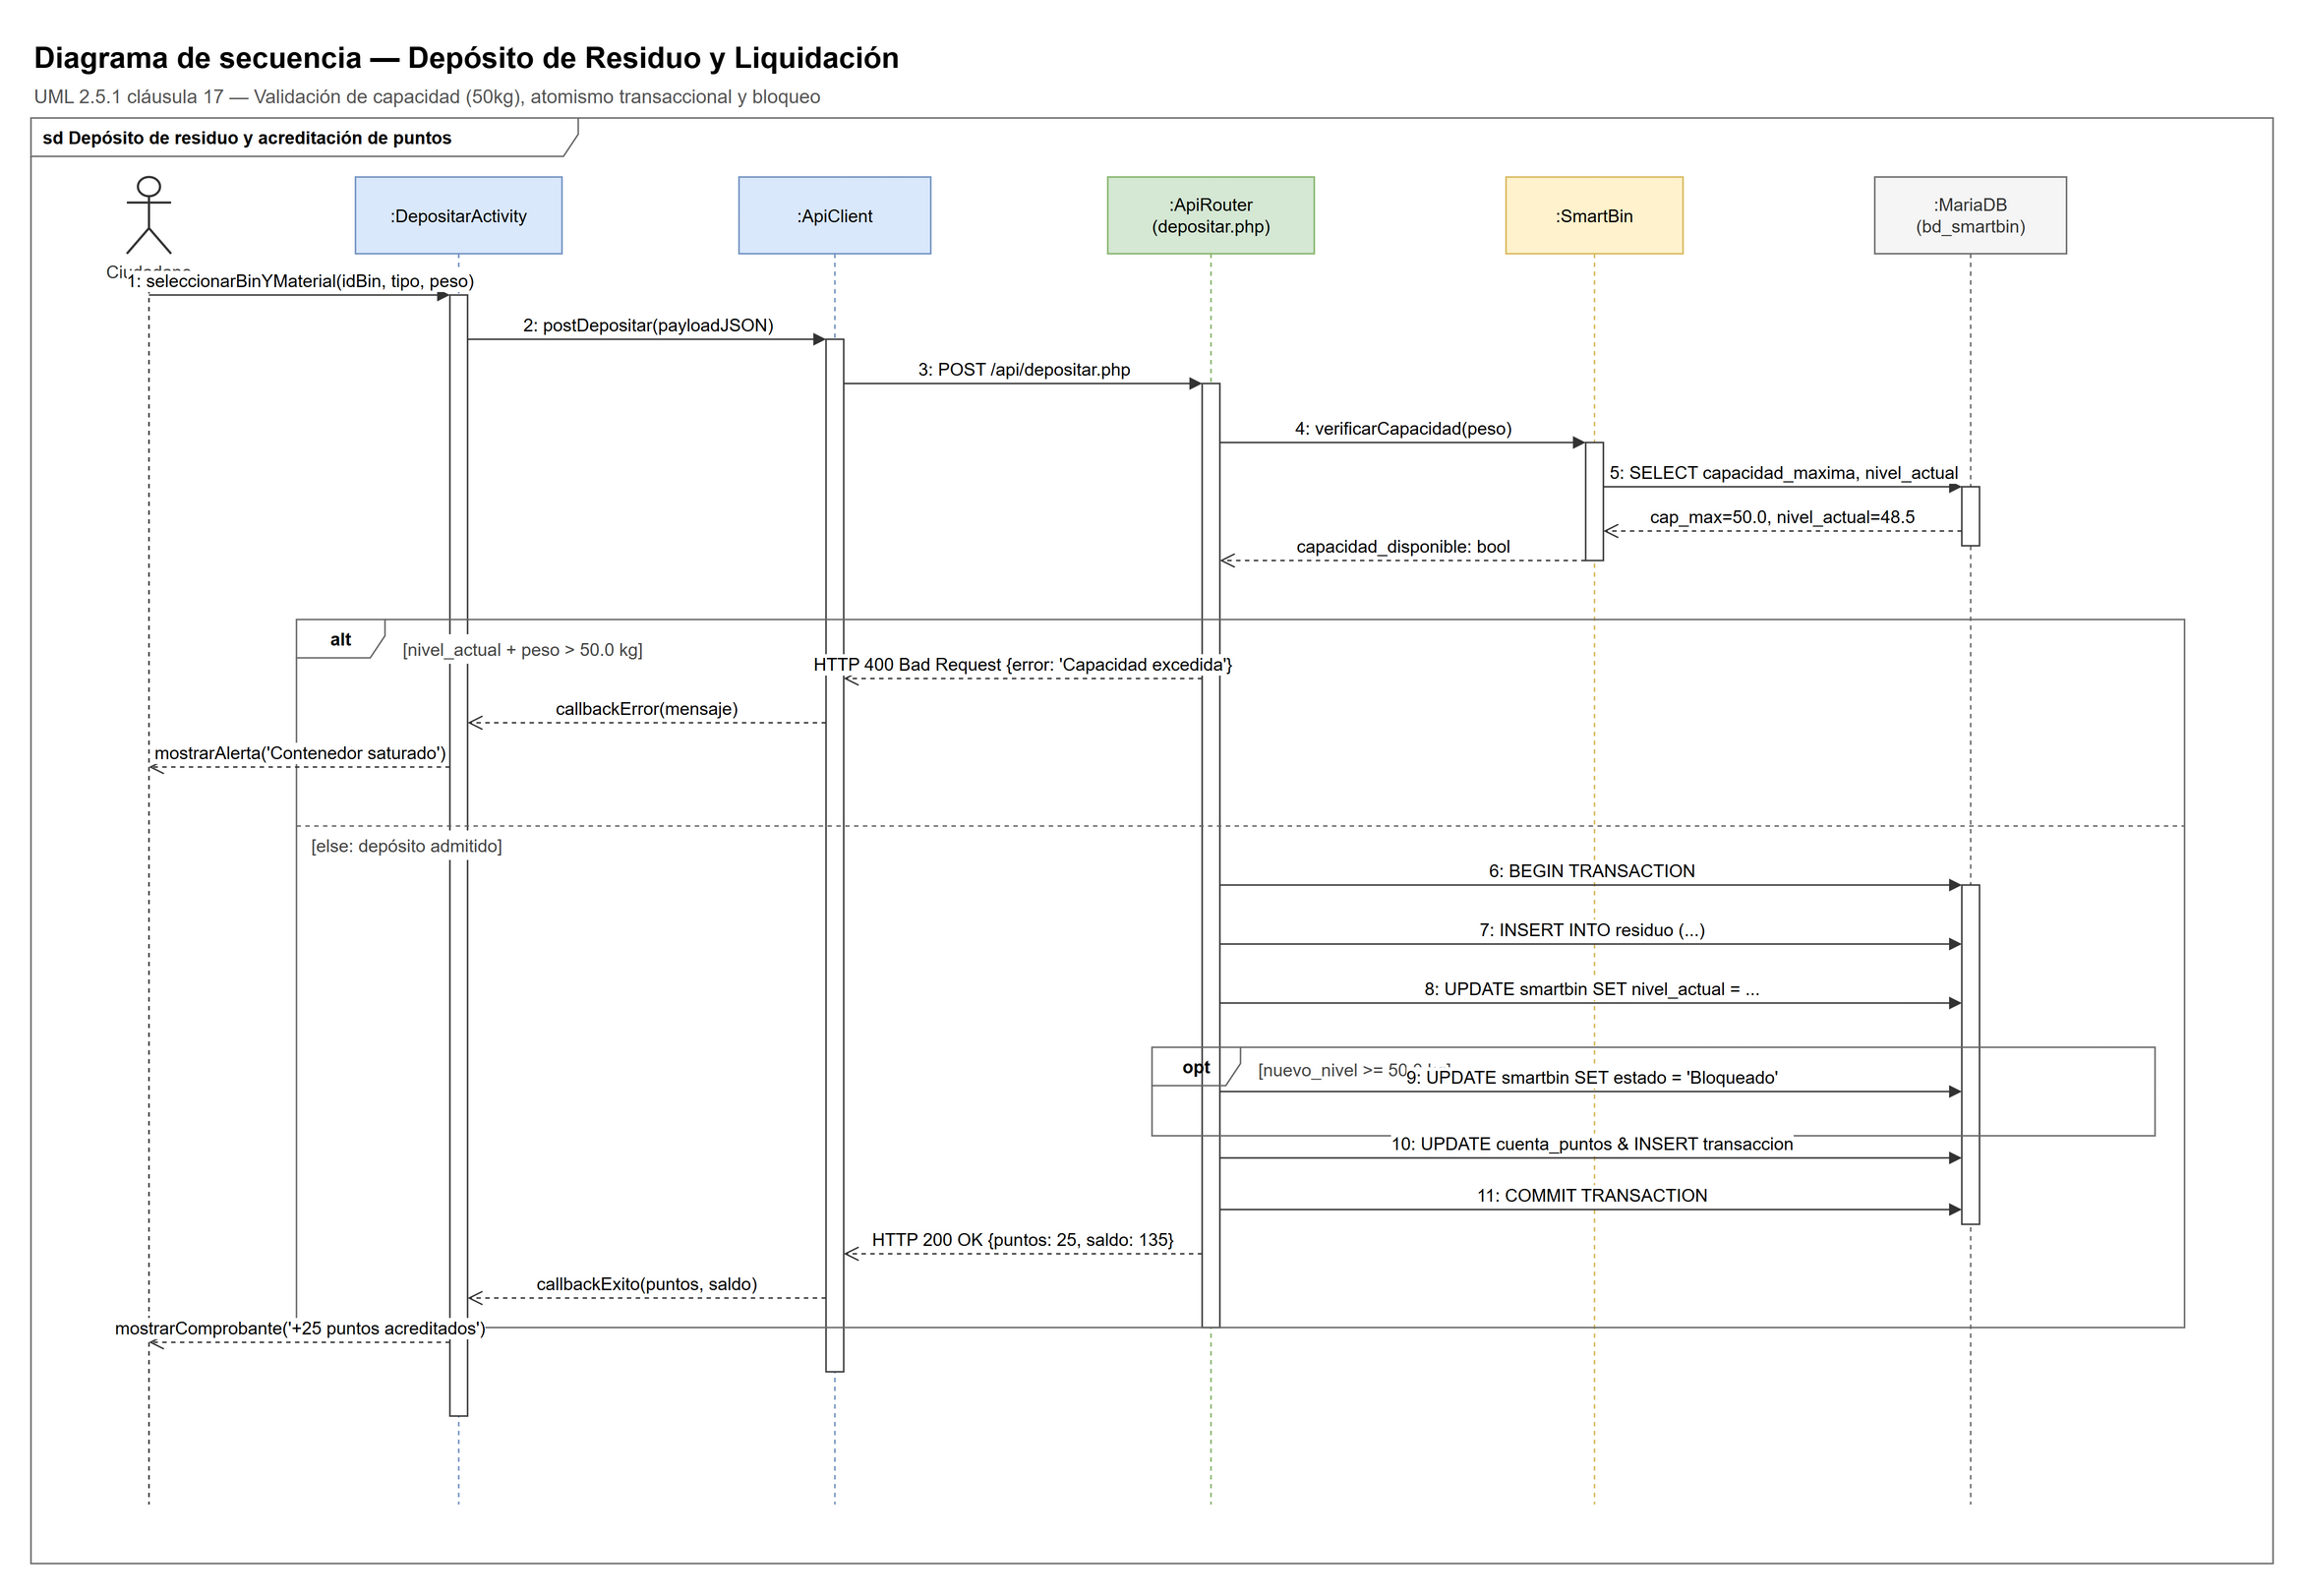 Diagrama de secuencia — Depósito de Residuo y Liquidación
UML 2.5.1 cláusula 17 — Validación de capacidad (50kg), atomismo transaccional y bloqueo
sd Depósito de residuo y acreditación de puntos
:DepositarActivity
:ApiClient
:ApiRouter
(depositar.php)
:SmartBin
:MariaDB
(bd_smartbin)
1: seleccionarBinYMaterial(idBin, tipo, peso)
2: postDepositar(payloadJSON)
3: POST /api/depositar.php
4: verificarCapacidad(peso)
5: SELECT capacidad_maxima, nivel_actual
cap_max=50.0, nivel_actual=48.5
capacidad_disponible: bool
alt
[nivel_actual + peso > 50.0 kg]
HTTP 400 Bad Request {error: 'Capacidad excedida'}
callbackError(mensaje)
mostrarAlerta('Contenedor saturado')
[else: depósito admitido]
6: BEGIN TRANSACTION
7: INSERT INTO residuo (...)
8: UPDATE smartbin SET nivel_actual = ...
opt
[nuevo_nivel >=
9: UPDATE smartbin SET estado = 'Bloqueado'
10: UPDATE cuenta_puntos & INSERT transaccion
11: COMMIT TRANSACTION
HTTP 200 OK {puntos: 25, saldo: 135}
callbackExito(puntos, saldo)
mostrarComprobante('+25 puntos acreditados')